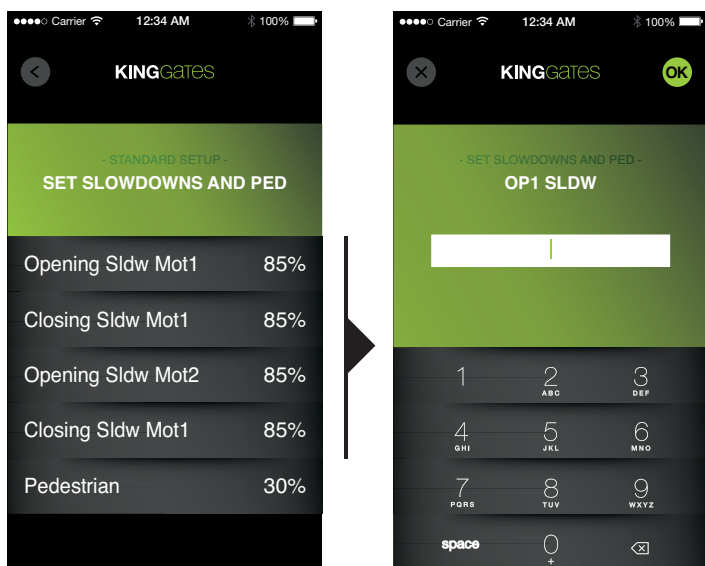 Carrier 12:34 AM 100%
KINGGATES
- STANDARD SETUP -
SET SLOWDOWNS AND PED
Opening Sldw Mot1 85%
Closing Sldw Mot1 85%
Opening Sldw Mot2 85%
Closing Sldw Mot1 85%
Pedestrian 30%
Carrier 12:34 AM 100%
KINGGATES OK
- SET SLOWDOWNS AND PED -
OP1 SLDW
1 2 3
ABC DEF
4 5 6
GHI JKL MNO
7 8 9
PQRS TUV WXYZ
space 0
+